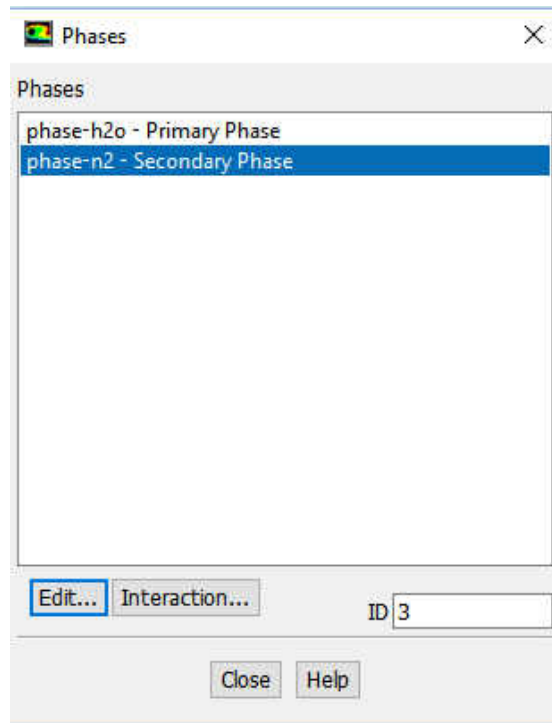 Phases
Phases
phase-h2o - Primary Phase
phase-n2 - Secondary Phase
Edit... Interaction... ID 3
Close Help